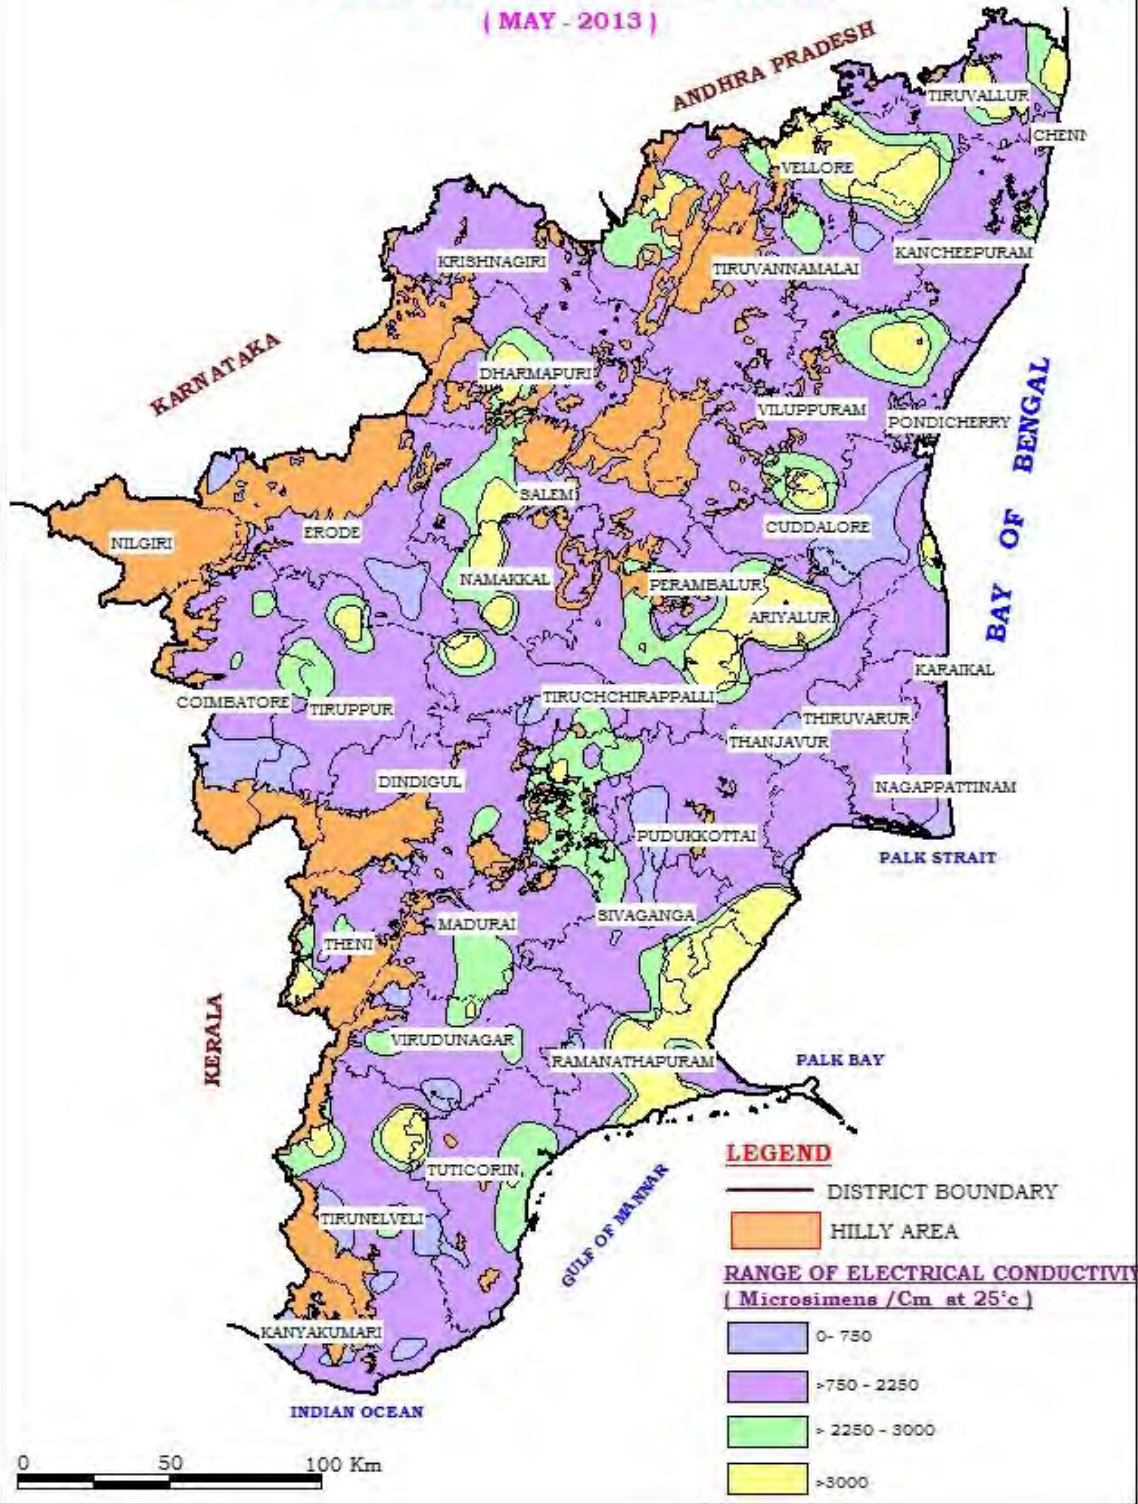 ( MAY - 2013 )
ANDHRA PRADESH
TIRUVALLUR
CHENN
VELLORE
KANCHEEPURAM
KRISHNAGIRI
TIRUVANNAMALAI
KARNATAKA
DHARMAPURI
VILUPPURAM
PONDICHERRY
BAY OF BENGAL
SALEM
CUDDALORE
ERODE
NILGIRI
NAMAKKAL
PERAMBALUR
ARIYALUR
KARAIKAL
COIMBATORE
TIRUPPUR
TIRUCHCHIRAPPALLI
THIRUVARUR
THANJAVUR
DINDIGUL
NAGAPPATTINAM
PUDUKKOTTAI
PALK STRAIT
SIVAGANGA
MADURAI
THENI
KERALA
VIRUDUNAGAR
RAMANATHAPURAM
PALK BAY
TUTICORIN
TIRUNELVELI
GULF OF MANNAR
KANYAKUMARI
INDIAN OCEAN
LEGEND
DISTRICT BOUNDARY
HILLY AREA
RANGE OF ELECTRICAL CONDUCTIVIY
( Microsimens /Cm at 25°c )
0- 750
>750 - 2250
> 2250 - 3000
>3000
0 50 100 Km